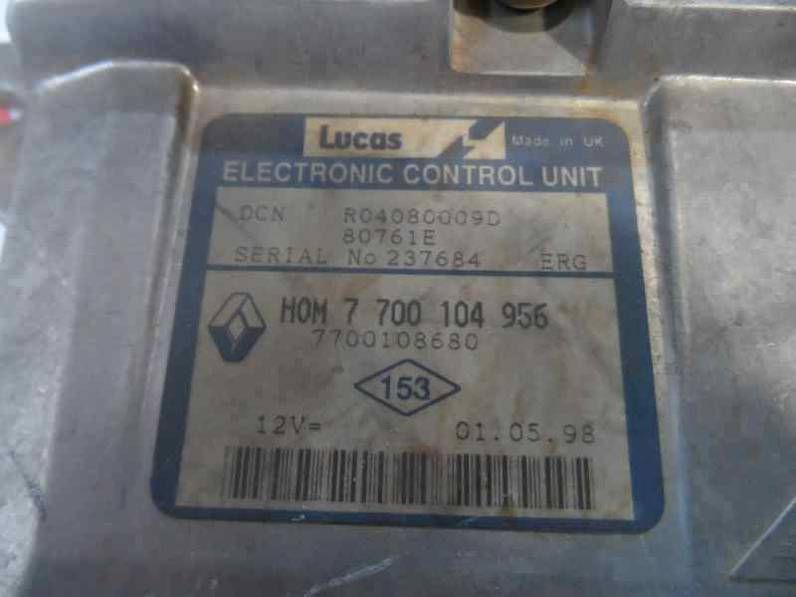 Lucas Made in UK
ELECTRONIC CONTROL UNIT
DCN R04080009D
80761E
SERIAL No 237684 ERG
HOM 7 700 104 956
7700108680
153
12V= 01.05.98